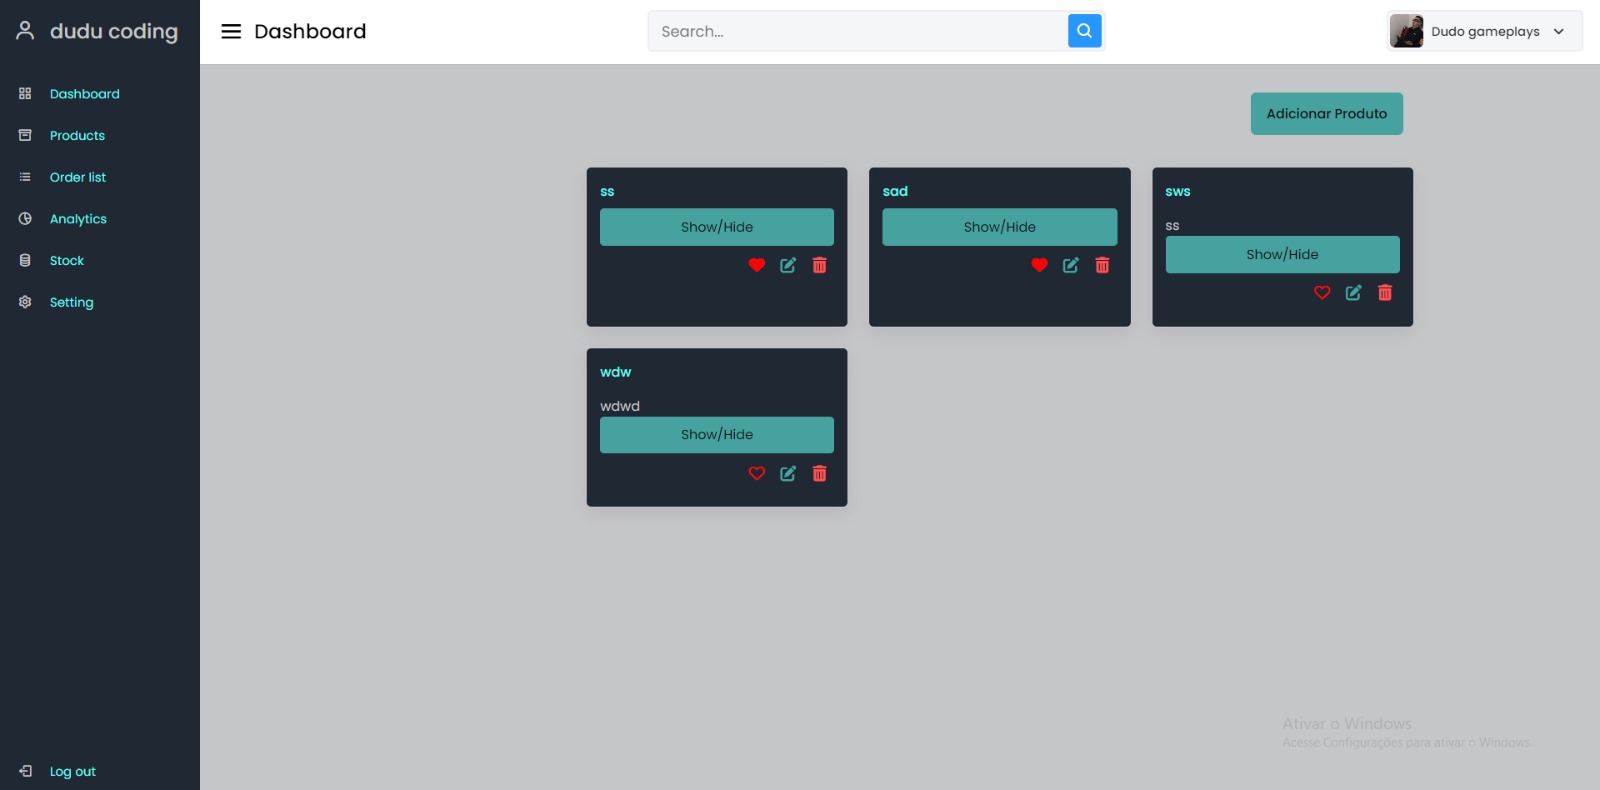 dudu coding
Dashboard
Search...
Dudo gameplays
Dashboard
Products
Order list
Analytics
Stock
Setting
Log out
Adicionar Produto
ss
Show/Hide
sad
Show/Hide
sws
ss
Show/Hide
wdw
wdwd
Show/Hide
Ativar o Windows
Acesse Configurações para ativar o Windows.